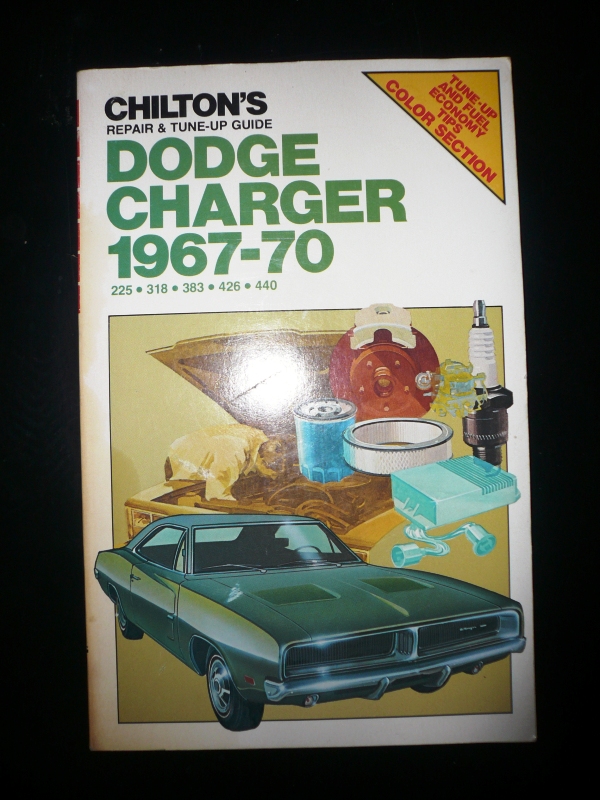 CHILTON'S
REPAIR & TUNE-UP GUIDE
DODGE
CHARGER
1967-70
225 • 318 • 383 • 426 • 440
TUNE-UP
AND FUEL
ECONOMY
TIPS
COLOR SECTION